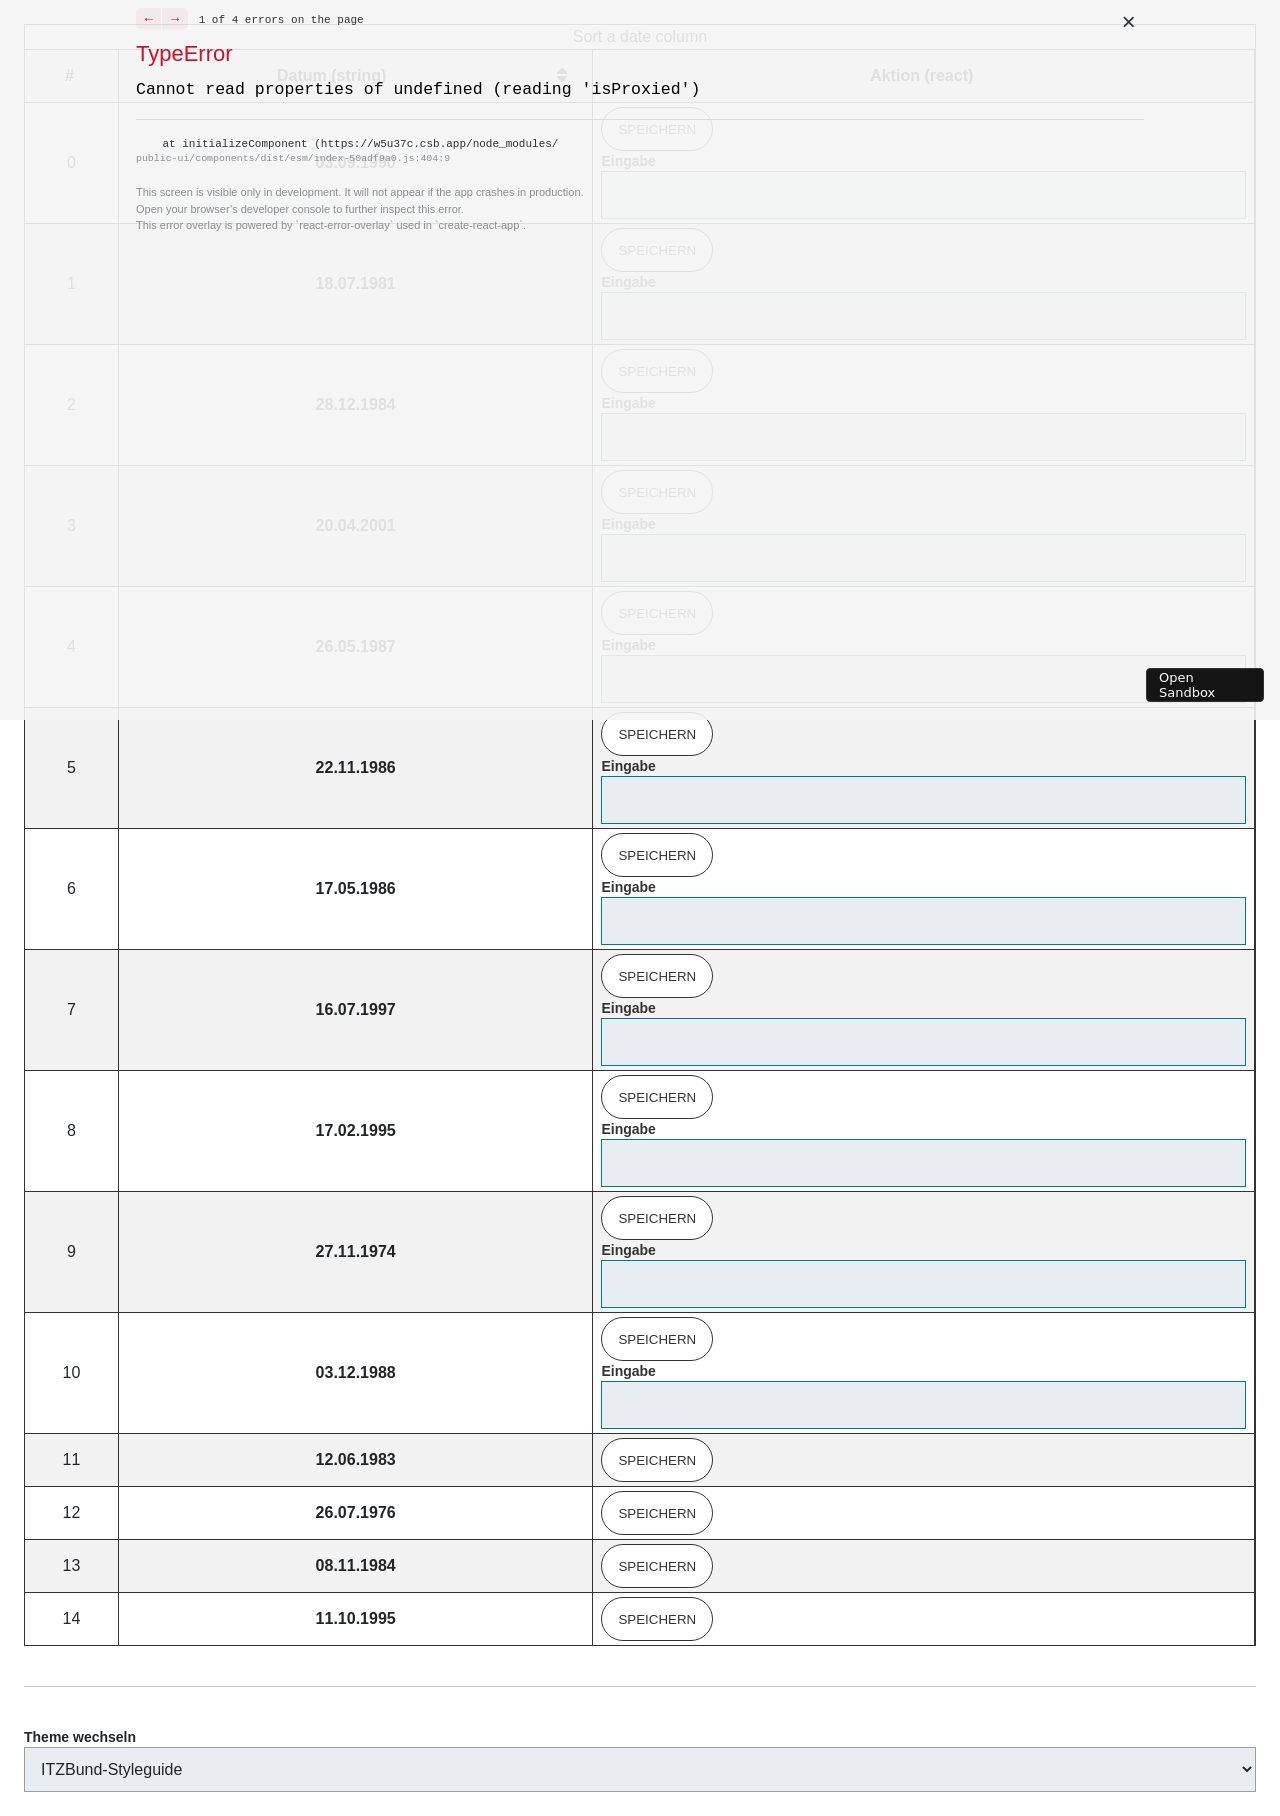 ← → 1 of 4 errors on the page ×
Sort a date column
TypeError
# Datum (string) Aktion (react)
Cannot read properties of undefined (reading 'isProxied')
SPEICHERN
at initializeComponent (https://w5u37c.csb.app/node_modules/
public-ui/components/dist/esm/index-50adf9a0.js:404:9
0 03.09.1990 Eingabe
This screen is visible only in development. It will not appear if the app crashes in production.
Open your browser's developer console to further inspect this error.
This error overlay is powered by `react-error-overlay` used in `create-react-app`.
SPEICHERN
1 18.07.1981 Eingabe
SPEICHERN
2 28.12.1984 Eingabe
SPEICHERN
3 20.04.2001 Eingabe
SPEICHERN
4 26.05.1987 Eingabe
Open
Sandbox
SPEICHERN
5 22.11.1986 Eingabe
SPEICHERN
6 17.05.1986 Eingabe
SPEICHERN
7 16.07.1997 Eingabe
SPEICHERN
8 17.02.1995 Eingabe
SPEICHERN
9 27.11.1974 Eingabe
SPEICHERN
10 03.12.1988 Eingabe
11 12.06.1983 SPEICHERN
12 26.07.1976 SPEICHERN
13 08.11.1984 SPEICHERN
14 11.10.1995 SPEICHERN
Theme wechseln
ITZBund-Styleguide